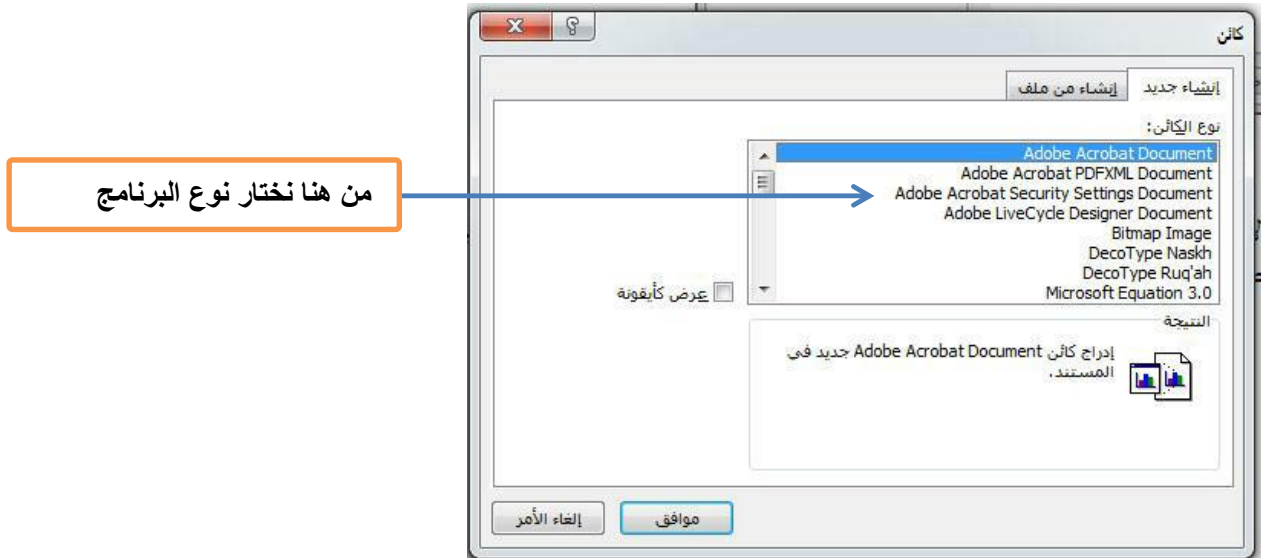 كائن
إنشاء جديد
إنشاء من ملف
نوع الكائن:
Adobe Acrobat Document
Adobe Acrobat PDFXML Document
Adobe Acrobat Security Settings Document
Adobe LiveCycle Designer Document
Bitmap Image
DecoType Naskh
DecoType Ruq'ah
Microsoft Equation 3.0
من هنا نختار نوع البرنامج
عرض كأيقونة
النتيجة
إدراج كائن Adobe Acrobat Document جديد في
المستند.
موافق
إلغاء الأمر